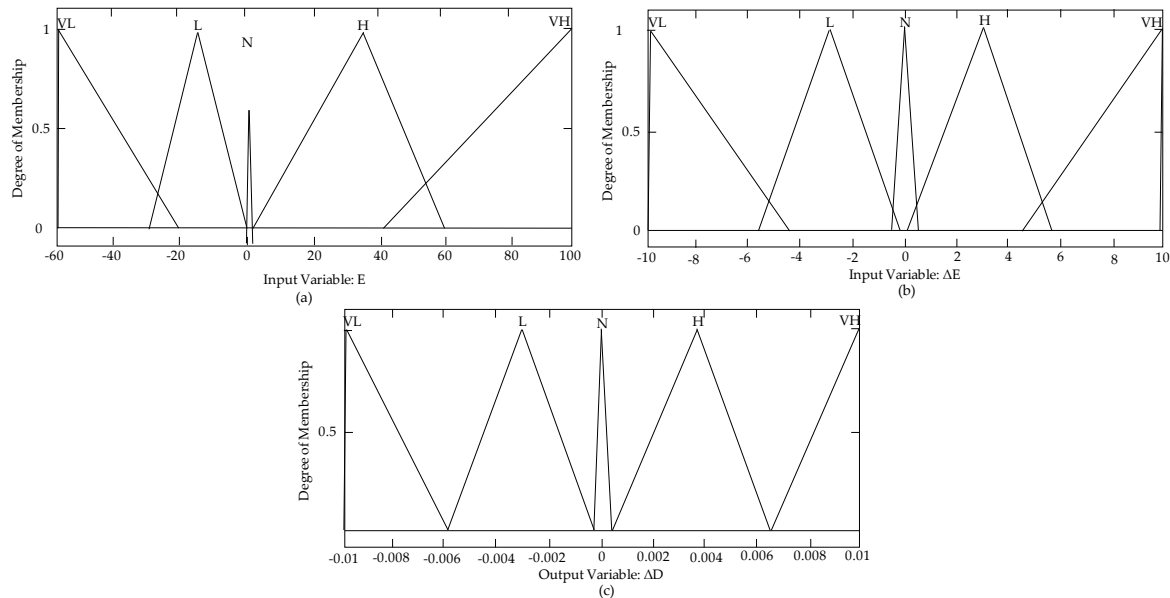 VL
L
N
H
VH
1
0.5
0
Degree of Membership
-60
-40
-20
0
20
40
60
80
100
Input Variable: E
(a)
VL
L
N
H
VH
1
0.5
0
Degree of Membership
-10
-8
-6
-4
-2
0
2
4
6
8
10
Input Variable: ΔE
(b)
VL
L
N
H
VH
0.5
Degree of Membership
-0.01
-0.008
-0.006
-0.004
-0.002
0
0.002
0.004
0.006
0.008
0.01
Output Variable: ΔD
(c)